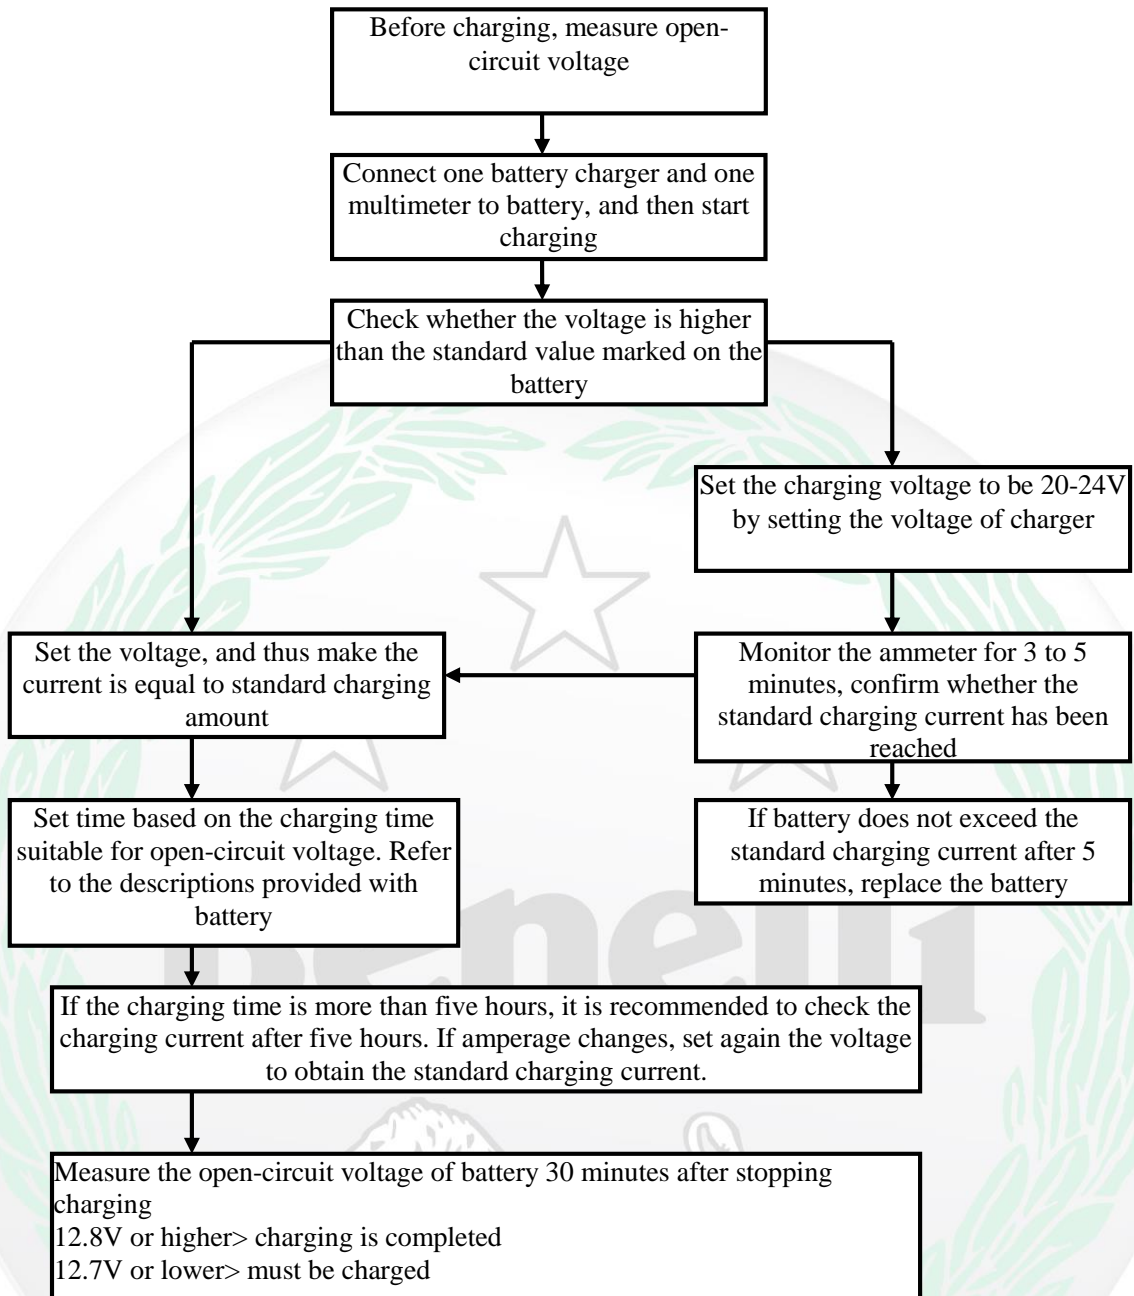 Before charging, measure open-
circuit voltage
Connect one battery charger and one
multimeter to battery, and then start
charging
Check whether the voltage is higher
than the standard value marked on the
battery
Set the charging voltage to be 20-24V
by setting the voltage of charger
Set the voltage, and thus make the
current is equal to standard charging
amount
Monitor the ammeter for 3 to 5
minutes, confirm whether the
standard charging current has been
reached
Set time based on the charging time
suitable for open-circuit voltage. Refer
to the descriptions provided with
battery
If battery does not exceed the
standard charging current after 5
minutes, replace the battery
Benelli
If the charging time is more than five hours, it is recommended to check the
charging current after five hours. If amperage changes, set again the voltage
to obtain the standard charging current.
Measure the open-circuit voltage of battery 30 minutes after stopping
charging
12.8V or higher> charging is completed
12.7V or lower> must be charged